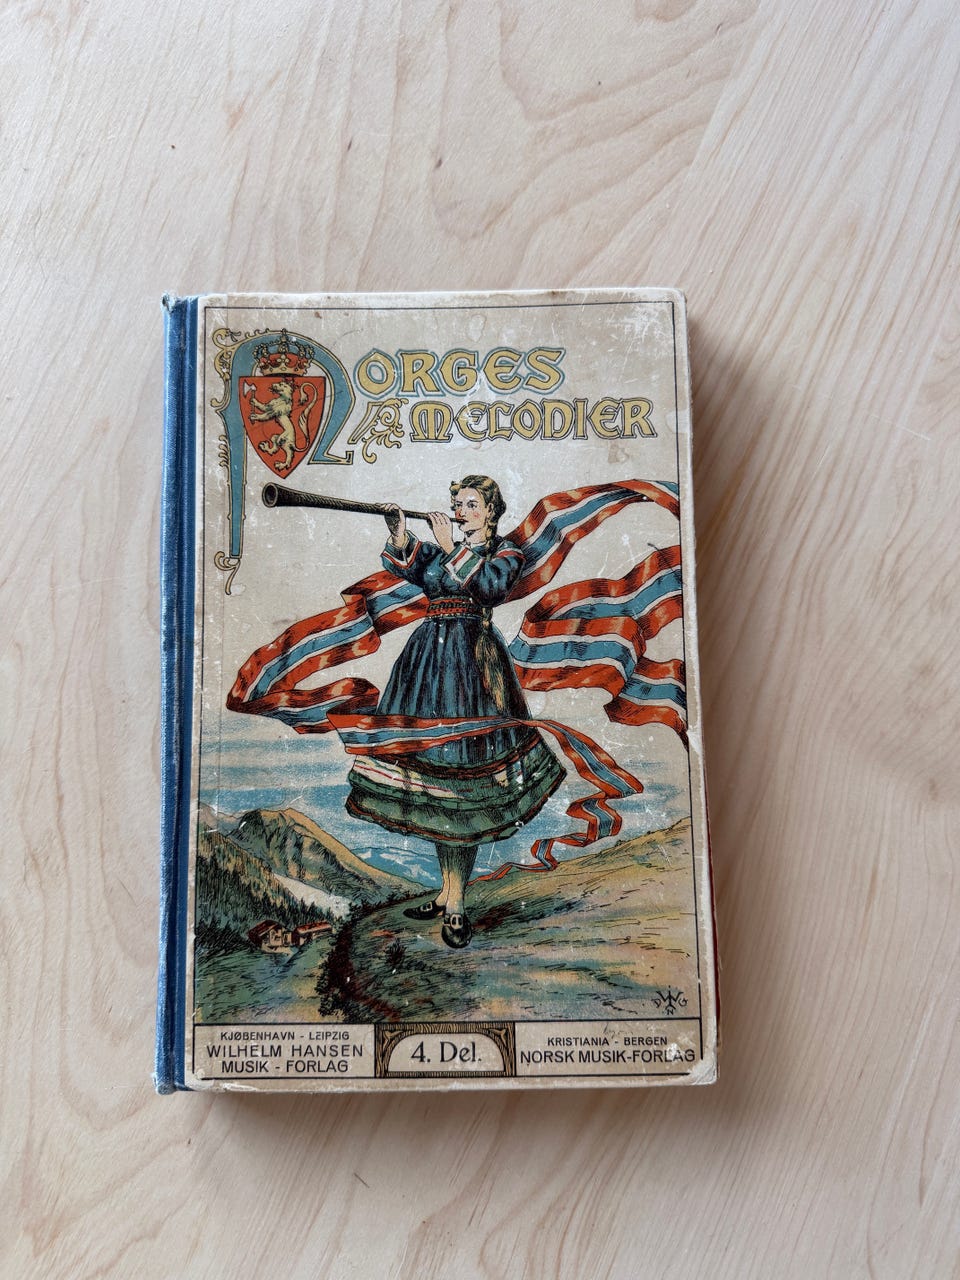 NORGES
MELODIER
KJØBENHAVN - LEIPZIG
WILHELM HANSEN
MUSIK - FORLAG
4. Del.
KRISTIANIA - BERGEN
NORSK MUSIK-FORLAG